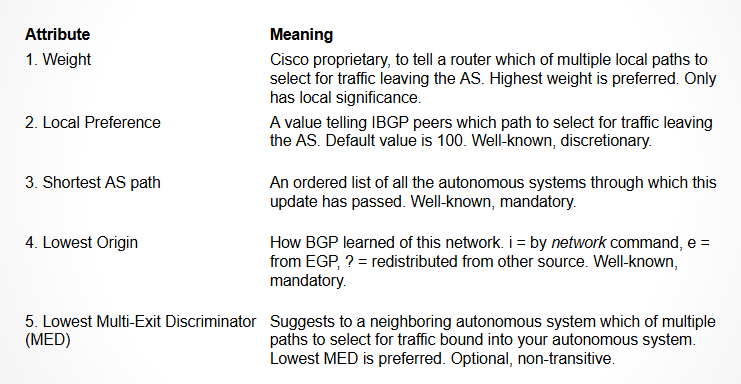 Attribute Meaning
1. Weight Cisco proprietary, to tell a router which of multiple local paths to
select for traffic leaving the AS. Highest weight is preferred. Only
has local significance.
2. Local Preference A value telling IBGP peers which path to select for traffic leaving
the AS. Default value is 100. Well-known, discretionary.
3. Shortest AS path An ordered list of all the autonomous systems through which this
update has passed. Well-known, mandatory.
4. Lowest Origin How BGP learned of this network. i = by network command, e =
from EGP, ? = redistributed from other source. Well-known,
mandatory.
5. Lowest Multi-Exit Discriminator Suggests to a neighboring autonomous system which of multiple
(MED) paths to select for traffic bound into your autonomous system.
Lowest MED is preferred. Optional, non-transitive.